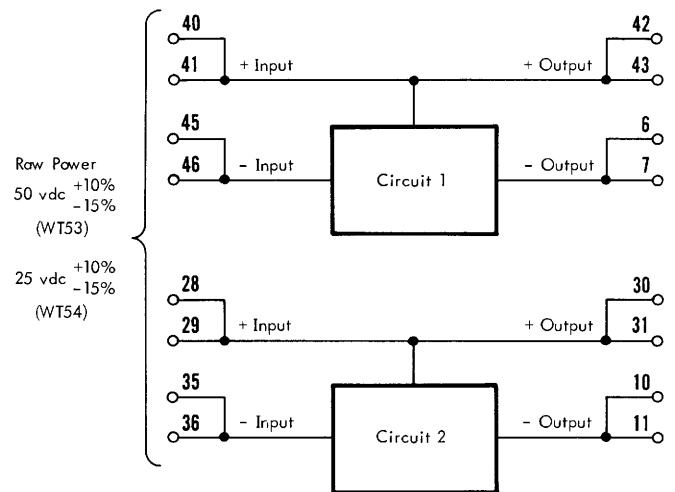 40
42
41
+ Input
+ Output
43
45
6
46
− Input
Circuit 1
− Output
7
Raw Power
50 vdc +10%
−15%
(WT53)
25 vdc +10%
−15%
(WT54)
28
30
29
+ Input
+ Output
31
35
10
36
− Input
Circuit 2
− Output
11